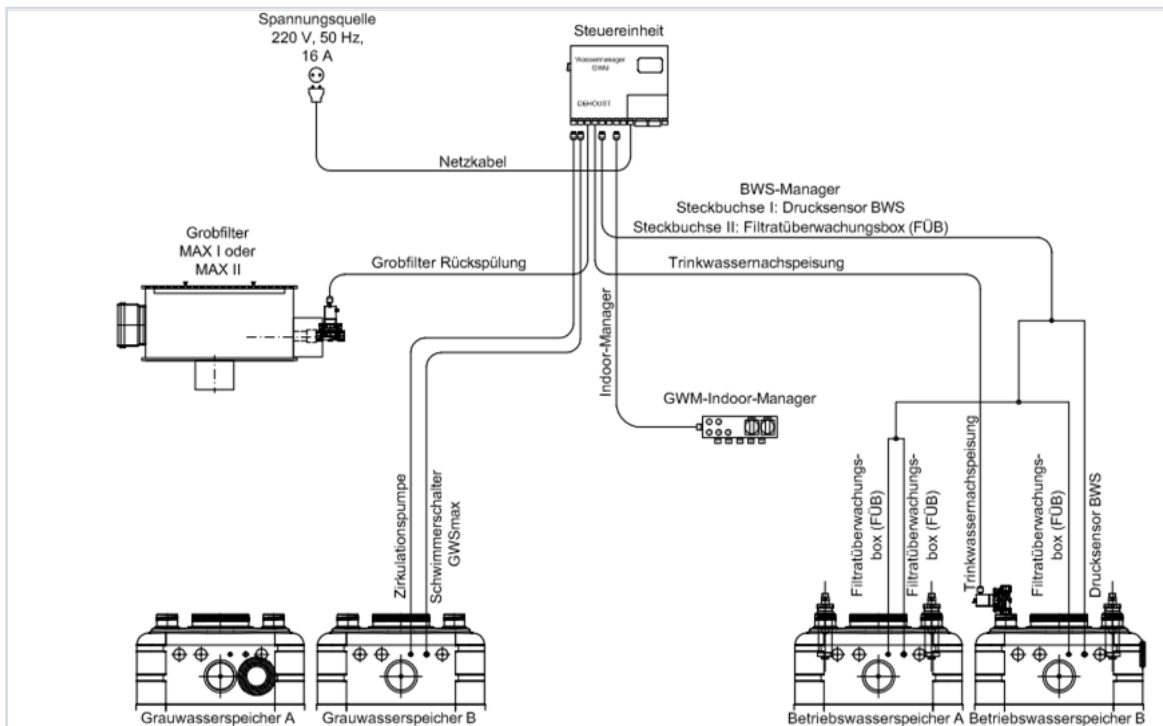 Spannungsquelle
220 V, 50 Hz,
16 A
Steuereinheit
Wassermanager
GWM
DEHOUST
Netzkabel
BWS-Manager
Steckbuchse I: Drucksensor BWS
Steckbuchse II: Filtratüberwachungsbox (FÜB)
Grobfilter
MAX I oder
MAX II
Grobfilter Rückspülung
Trinkwassernachspeisung
Indoor-Manager
GWM-Indoor-Manager
Zirkulationspumpe
Schwimmerschalter
GWSmax
Filtratüberwachungs-
box (FÜB)
Filtratüberwachungs-
box (FÜB)
Trinkwassernachspeisung
Filtratüberwachungs-
box (FÜB)
Drucksensor BWS
Grauwasserspeicher A
Grauwasserspeicher B
Betriebswasserspeicher A
Betriebswasserspeicher B